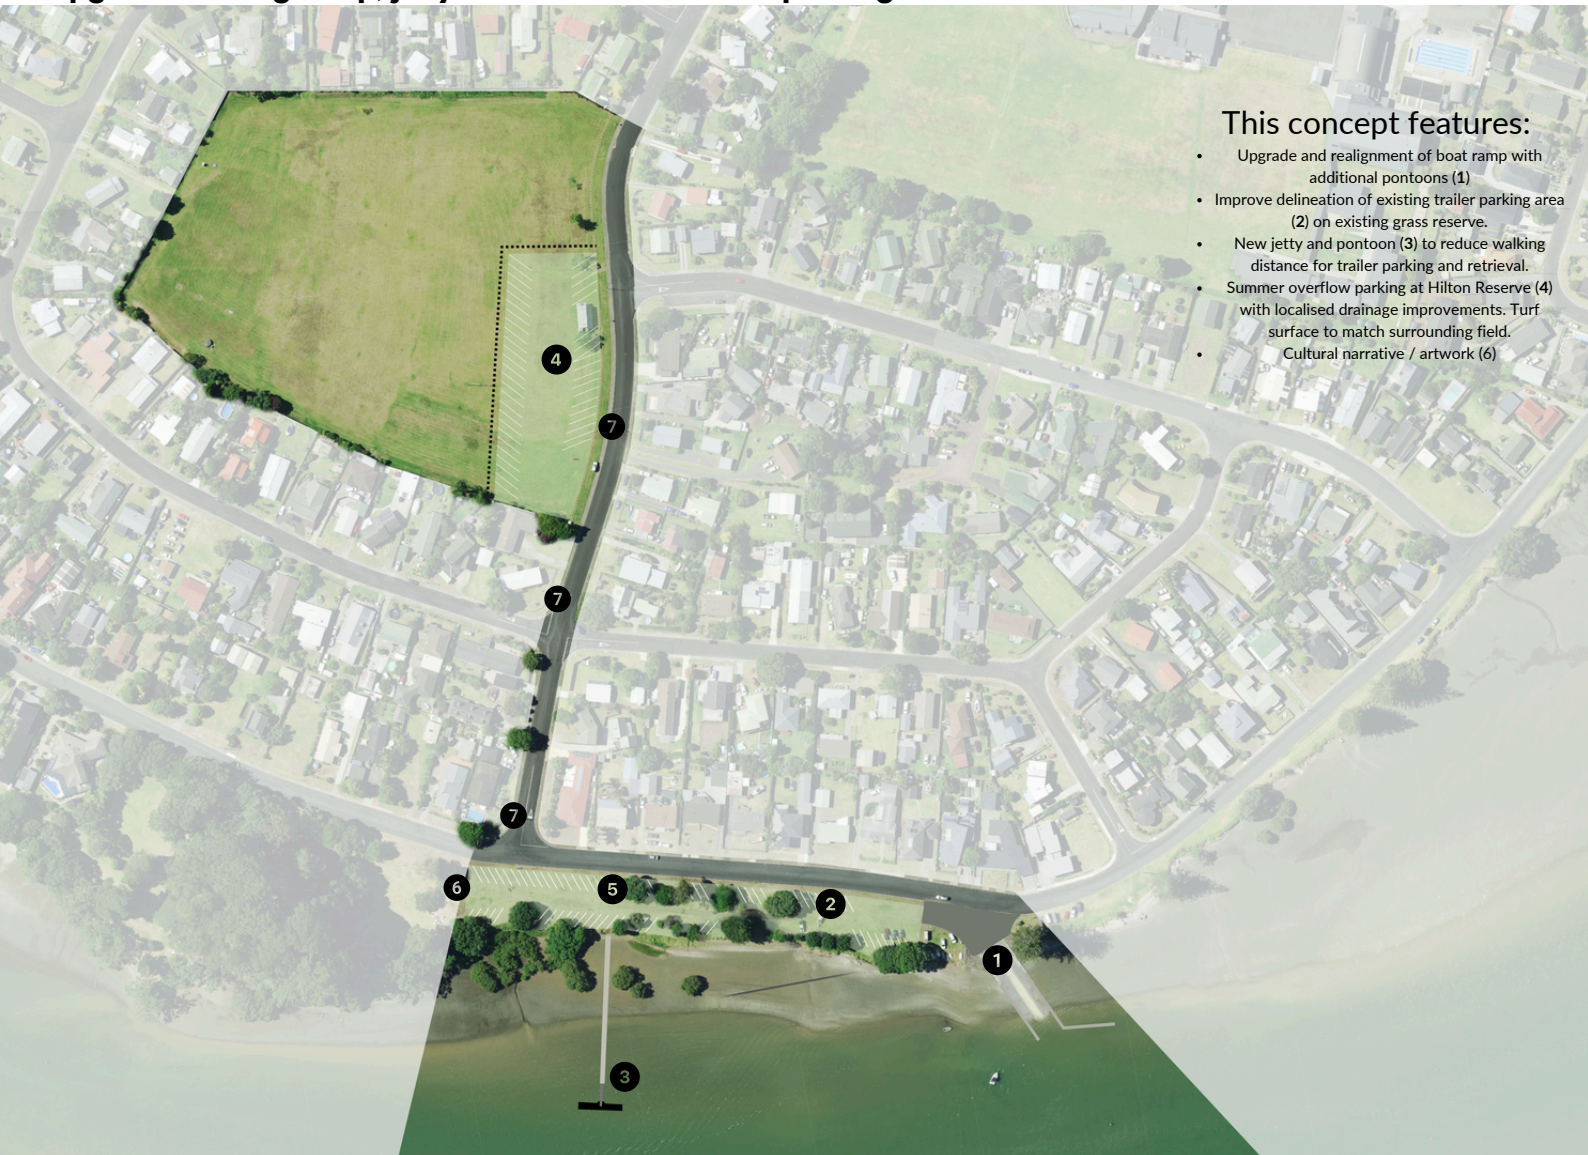 This concept features:
• Upgrade and realignment of boat ramp with
additional pontoons (1)
• Improve delineation of existing trailer parking area
(2) on existing grass reserve.
• New jetty and pontoon (3) to reduce walking
distance for trailer parking and retrieval.
• Summer overflow parking at Hilton Reserve (4)
with localised drainage improvements. Turf
surface to match surrounding field.
• Cultural narrative / artwork (6)
4
7
7
7
6
5
2
1
3